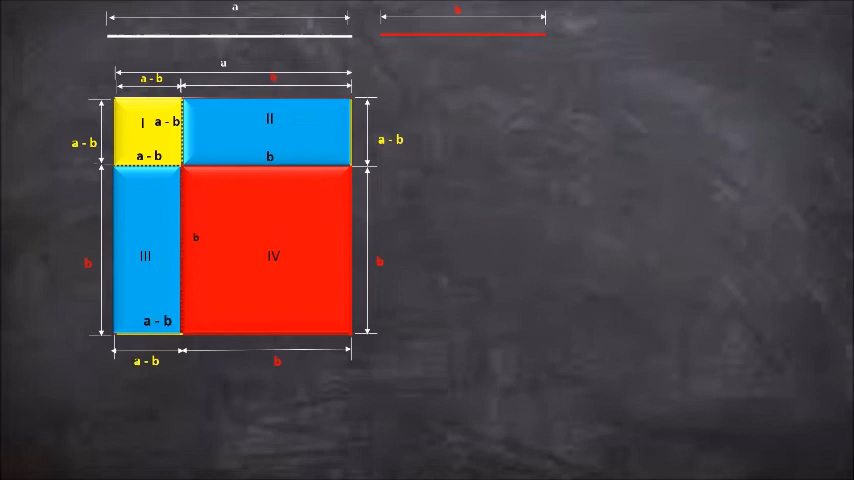 a b
a
a - b b
I a - b II
a - b a - b
a - b b
b
b III IV b
a - b
a - b b